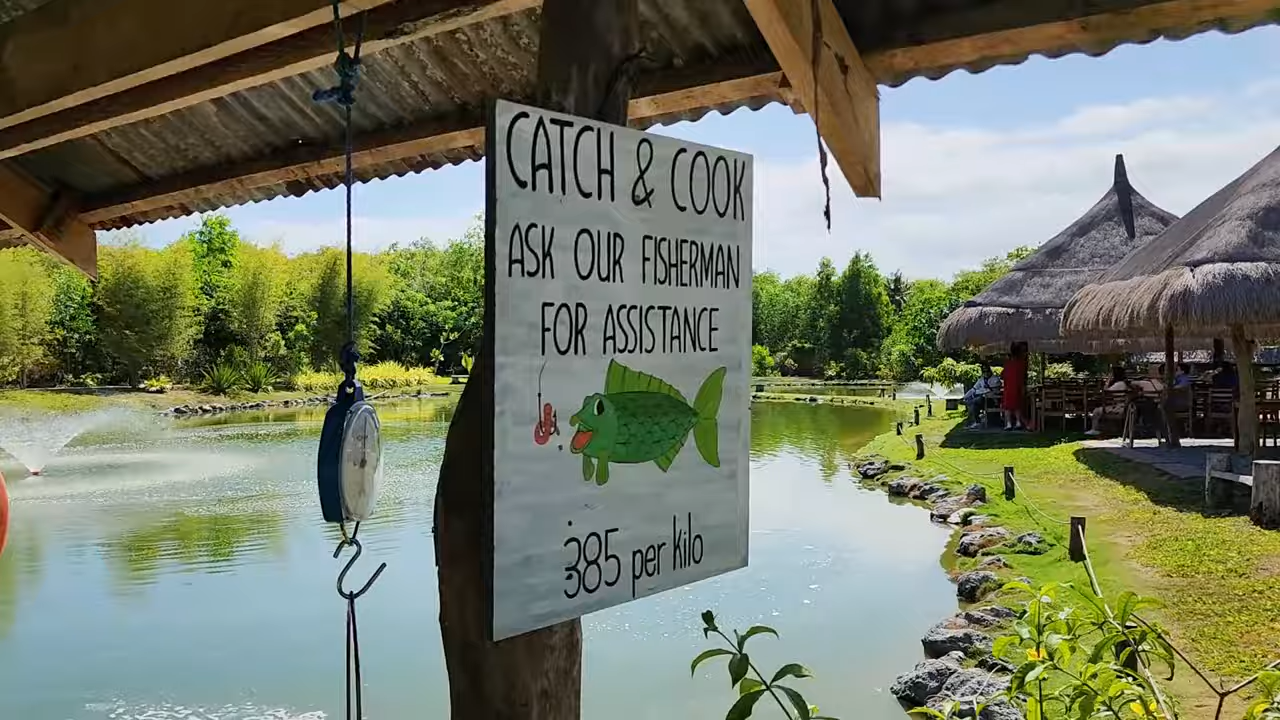 CATCH & COOK
ASK OUR FISHERMAN
FOR ASSISTANCE
385 per kilo